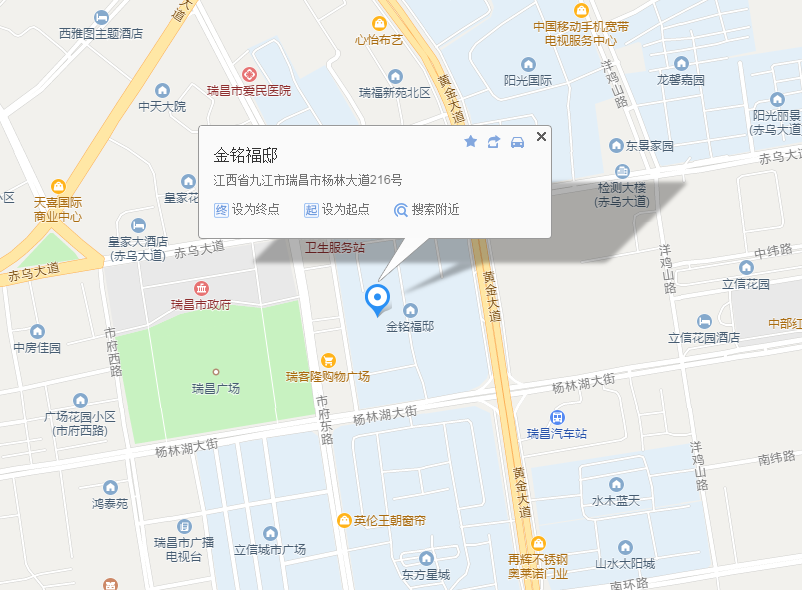 西雅图主题酒店
大道
心怡布艺
中国移动手机宽带
电视服务中心
瑞昌市爱民医院
瑞福新苑北区
黄金大道
阳光国际
洋鸡山路
龙馨嘉园
中天大院
阳光丽景
(赤乌大道)
金铭福邸
江西省九江市瑞昌市杨林大道216号
终 设为终点
起 设为起点
搜索附近
东景家园
赤乌大
检测大楼
(赤乌大道)
小区
天喜国际
商业中心
皇家花
皇家大酒店
(赤乌大道)
赤乌大道
卫生服务站
赤乌大道
洋鸡山路
中纬路
立信花园
瑞昌市政府
黄金大道
金铭福邸
中房佳园
市府西路
立信花园酒店
中部红
瑞客隆购物广场
瑞昌广场
杨林湖大街
广场花园小区
(市府西路)
市府东路
杨林湖大街
瑞昌汽车站
杨林湖大街
洋鸡山路
南纬路
鸿泰苑
黄金大道
水木蓝天
英伦王朝窗帘
瑞昌市广播
电视台
立信城市广场
东方星城
再辉不锈钢
奥莱诺门业
山水太阳城
南环路